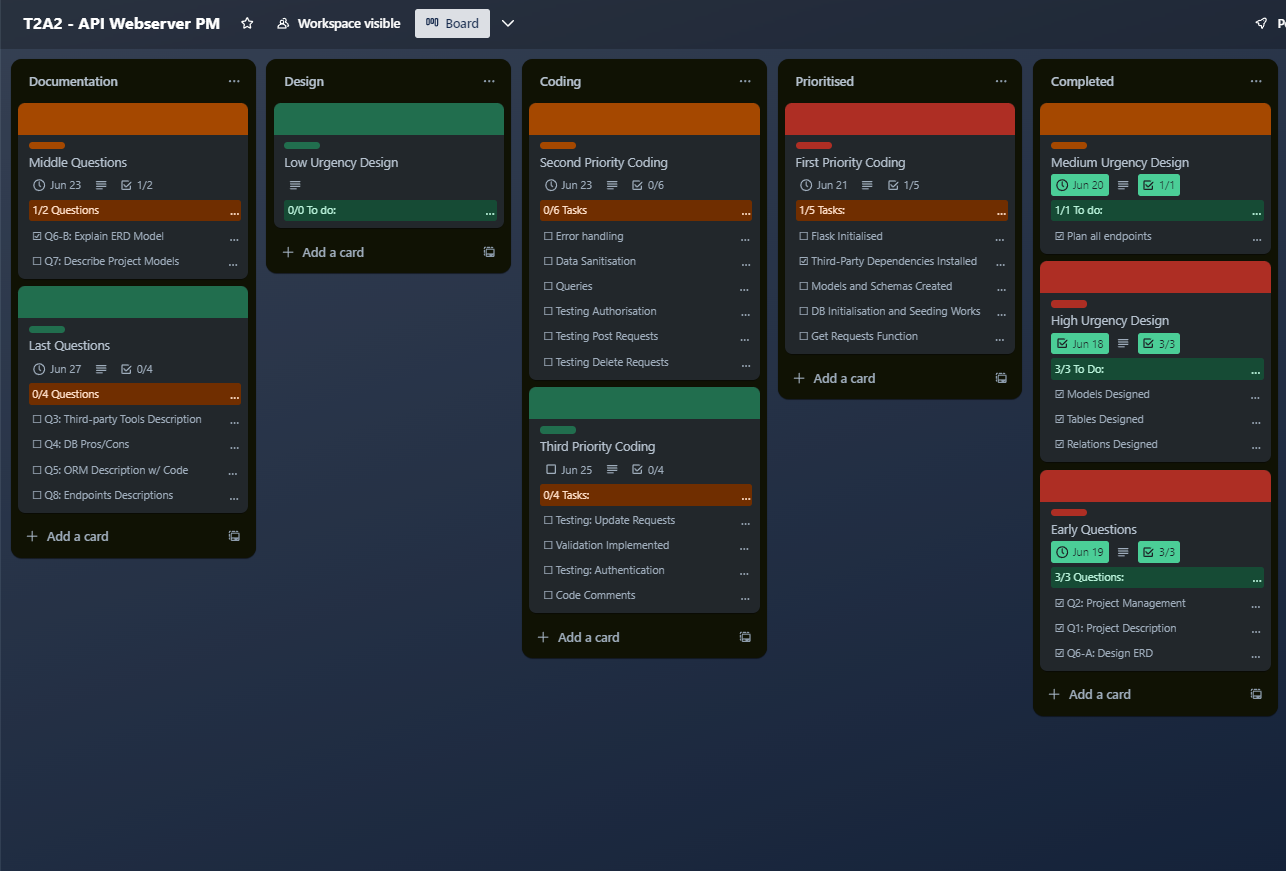 T2A2 - API Webserver PM
Workspace visible
Board
Documentation
Middle Questions
Jun 23
1/2
1/2 Questions
Q6-B: Explain ERD Model
Q7: Describe Project Models
Last Questions
Jun 27
0/4
0/4 Questions
Q3: Third-party Tools Description
Q4: DB Pros/Cons
Q5: ORM Description w/ Code
Q8: Endpoints Descriptions
Add a card
Design
Low Urgency Design
0/0 To do:
Add a card
Coding
Second Priority Coding
Jun 23
0/6
0/6 Tasks
Error handling
Data Sanitisation
Queries
Testing Authorisation
Testing Post Requests
Testing Delete Requests
Third Priority Coding
Jun 25
0/4
0/4 Tasks:
Testing: Update Requests
Validation Implemented
Testing: Authentication
Code Comments
Add a card
Prioritised
First Priority Coding
Jun 21
1/5
1/5 Tasks:
Flask Initialised
Third-Party Dependencies Installed
Models and Schemas Created
DB Initialisation and Seeding Works
Get Requests Function
Add a card
Completed
Medium Urgency Design
Jun 20
1/1
1/1 To do:
Plan all endpoints
High Urgency Design
Jun 18
3/3
3/3 To Do:
Models Designed
Tables Designed
Relations Designed
Early Questions
Jun 19
3/3
3/3 Questions:
Q2: Project Management
Q1: Project Description
Q6-A: Design ERD
Add a card